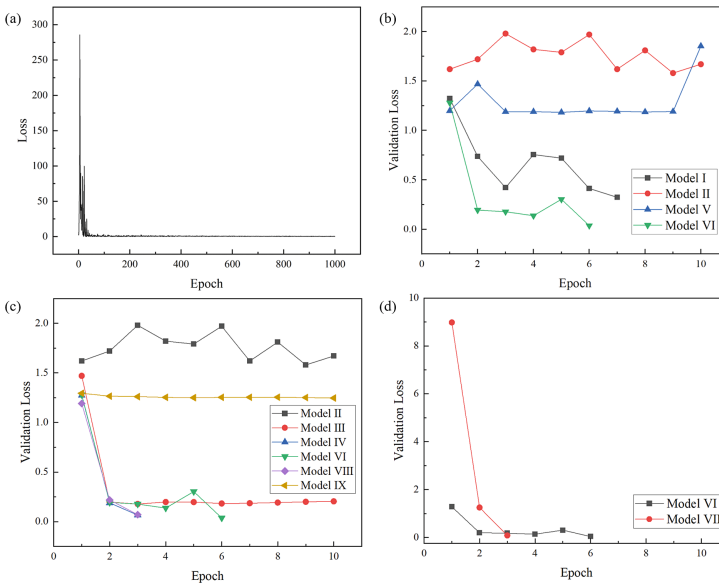 (a)
300
250
200
150
100
50
0
Loss
0 200 400 600 800 1000
Epoch
(b)
2.0
1.5
1.0
0.5
0.0
Validation Loss
Model I
Model II
Model V
Model VI
0 2 4 6 8 10
Epoch
(c)
2.0
1.5
1.0
0.5
0.0
Validation Loss
Model II
Model III
Model IV
Model VI
Model VIII
Model IX
0 2 4 6 8 10
Epoch
(d)
10
8
6
4
2
0
Validation Loss
Model VI
Model VII
0 2 4 6 8 10
Epoch